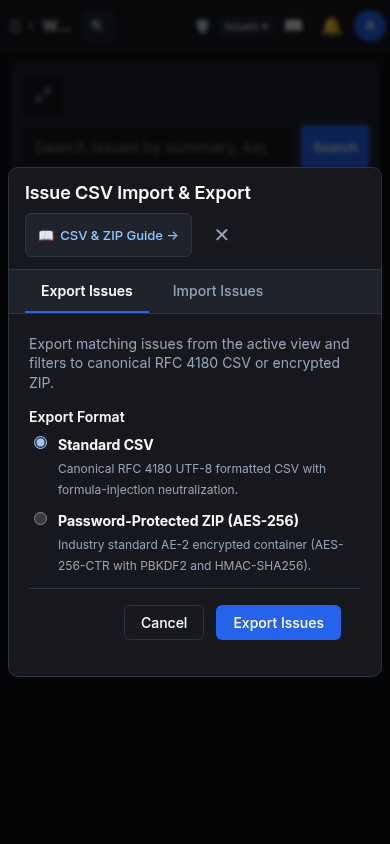 W...
Issues
Search issues by summary, key
Search
Issue CSV Import & Export
CSV & ZIP Guide →
Export Issues
Import Issues
Export matching issues from the active view and
filters to canonical RFC 4180 CSV or encrypted
ZIP.
Export Format
Standard CSV
Canonical RFC 4180 UTF-8 formatted CSV with
formula-injection neutralization.
Password-Protected ZIP (AES-256)
Industry standard AE-2 encrypted container (AES-
256-CTR with PBKDF2 and HMAC-SHA256).
Cancel
Export Issues